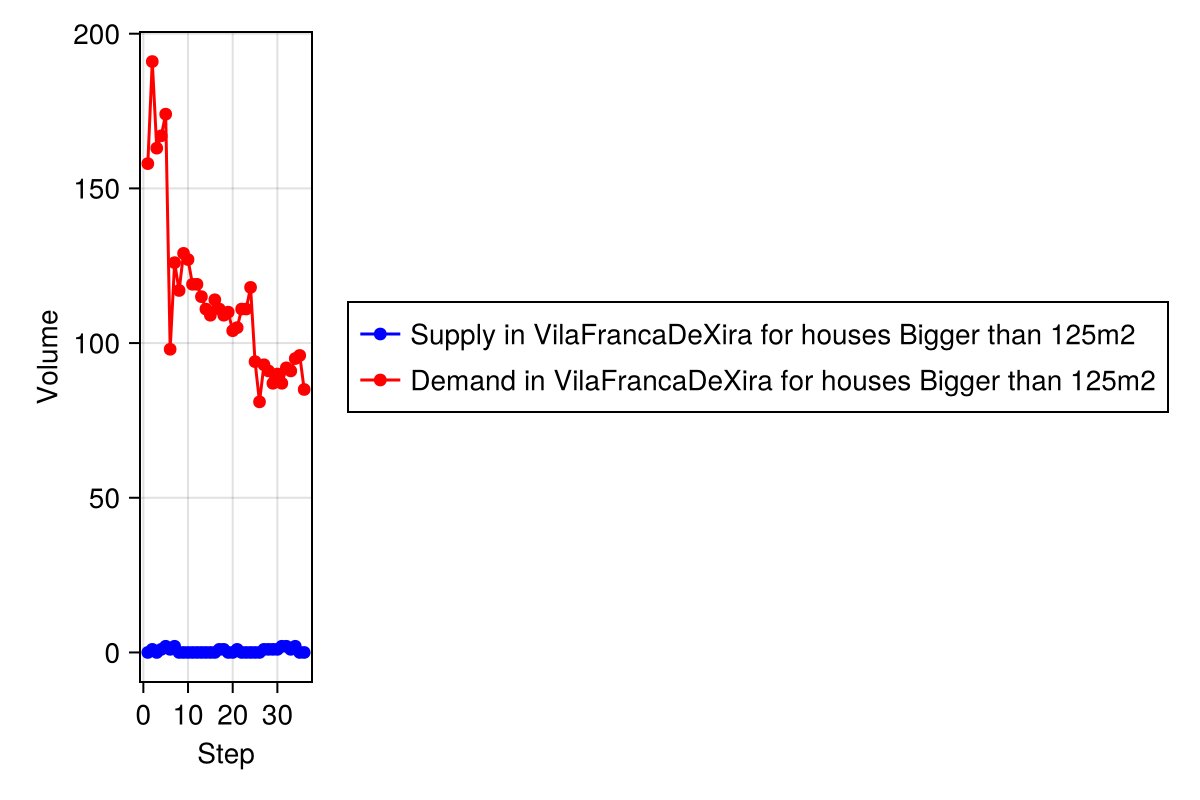 200
150
100
50
0
Volume
0 10 20 30
Step
Supply in VilaFrancaDeXira for houses Bigger than 125m2
Demand in VilaFrancaDeXira for houses Bigger than 125m2